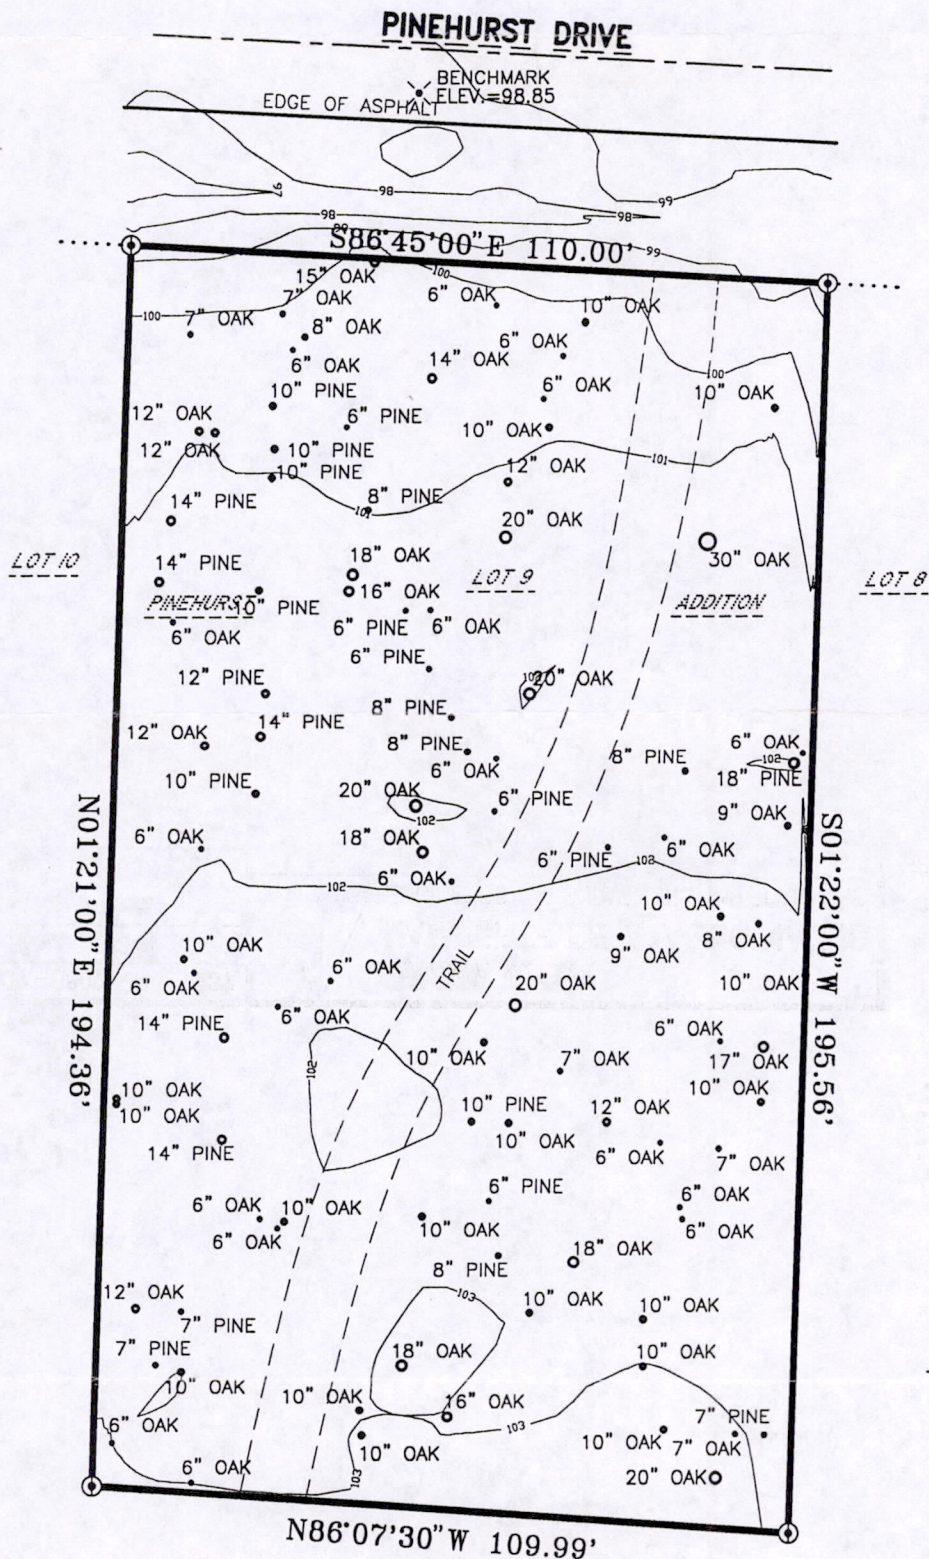 PINEHURST DRIVE
BENCHMARK
ELEV.=98.85
EDGE OF ASPHALT
97
98
99
98
98
99
99
S86°45'00"E 110.00'
15" OAK
100
6" OAK
7" OAK
10" OAK
100
7" OAK
8" OAK
6" OAK
6" OAK
14" OAK
100
10" PINE
6" OAK
10" OAK
12" OAK
6" PINE
10" OAK
12" OAK
10" PINE
101
10" PINE
12" OAK
14" PINE
8" PINE
101
20" OAK
18" OAK
30" OAK
LOT 10
14" PINE
LOT 9
LOT 8
16" OAK
PINEHURST
10" PINE
ADDITION
6" OAK
6" PINE
6" OAK
6" PINE
12" PINE
102
20" OAK
8" PINE
14" PINE
12" OAK
8" PINE
6" OAK
6" OAK
8" PINE
102
18" PINE
10" PINE
20" OAK
6" PINE
102
9" OAK
6" OAK
18" OAK
6" PINE
6" OAK
6" OAK
102
102
N01°21'00"E 194.36'
S01°22'00"W 195.56'
10" OAK
8" OAK
10" OAK
9" OAK
6" OAK
6" OAK
TRAIL
10" OAK
20" OAK
6" OAK
14" PINE
6" OAK
10" OAK
17" OAK
102
7" OAK
10" OAK
10" OAK
10" OAK
10" PINE
12" OAK
10" OAK
14" PINE
6" OAK
7" OAK
6" PINE
6" OAK
10" OAK
6" OAK
6" OAK
10" OAK
6" OAK
18" OAK
8" PINE
12" OAK
103
10" OAK
10" OAK
7" PINE
7" PINE
18" OAK
10" OAK
10" OAK
10" OAK
16" OAK
6" OAK
103
7" PINE
10" OAK
10" OAK
7" OAK
6" OAK
103
20" OAK
N86°07'30"W 109.99'